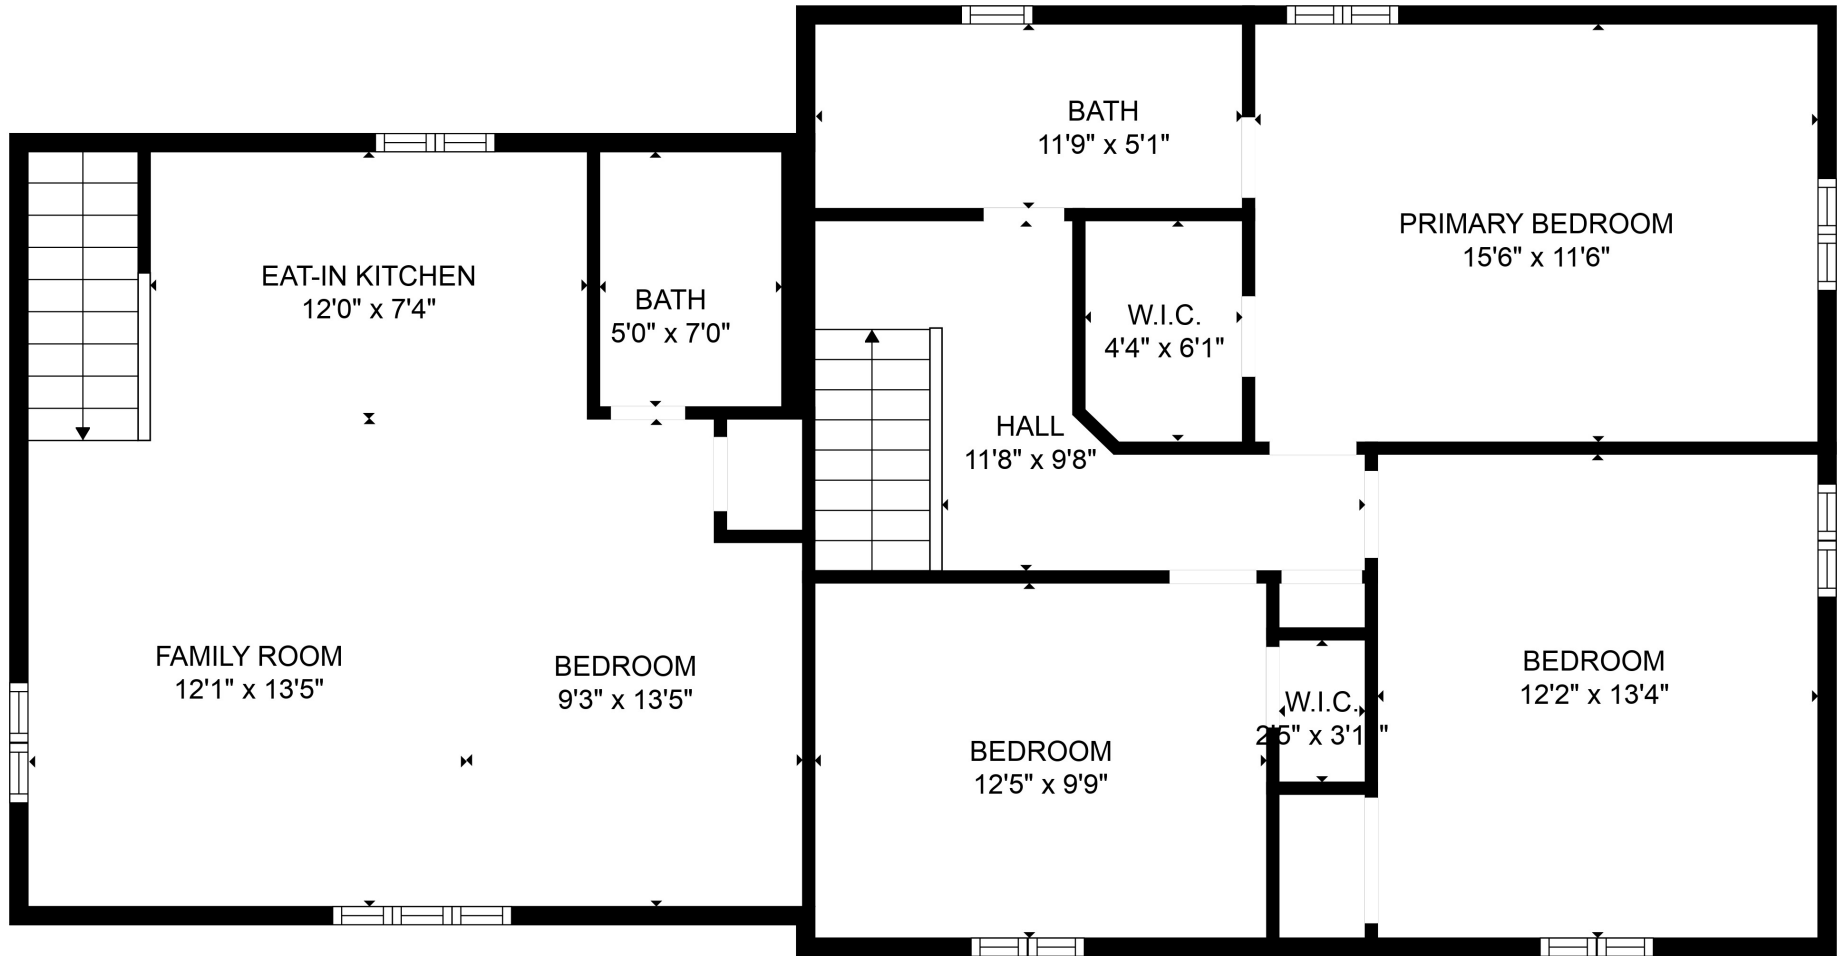 BATH
11'9" x 5'1"
PRIMARY BEDROOM
15'6" x 11'6"
EAT-IN KITCHEN
12'0" x 7'4"
BATH
5'0" x 7'0"
W.I.C.
4'4" x 6'1"
HALL
11'8" x 9'8"
FAMILY ROOM
12'1" x 13'5"
BEDROOM
9'3" x 13'5"
BEDROOM
12'5" x 9'9"
W.I.C.
2'5" x
BEDROOM
12'2" x 13'4"